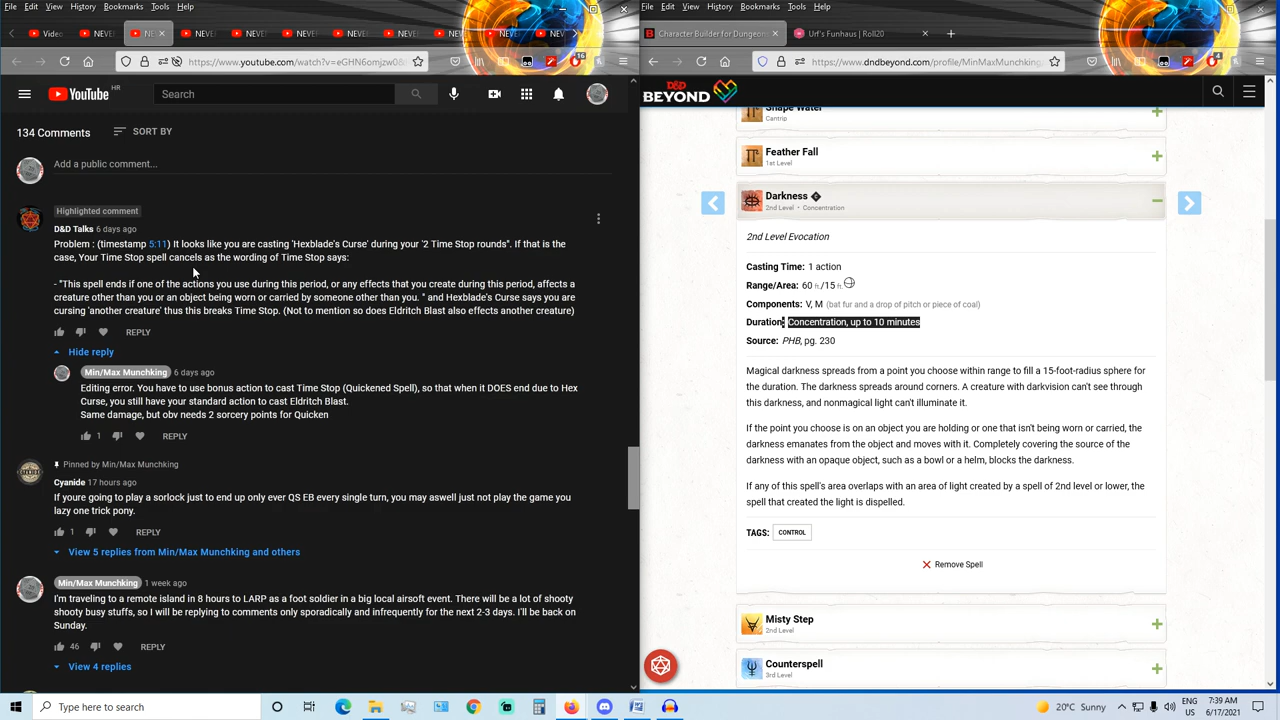 File Edit View History Bookmarks Tools Help
Video
NEVE
NE
NEVE
NEVE
NEVE
NEVE
NEVE
NEVE
NEVE
NEVE
https://www.youtube.com/watch?v=eGHN6omjzw0
16
YouTube HR
Search
134 Comments SORT BY
Add a public comment...
Highlighted comment
D&D Talks 6 days ago
Problem : (timestamp 5:11) It looks like you are casting 'Hexblade's Curse' during your '2 Time Stop rounds". If that is the
case, Your Time Stop spell cancels as the wording of Time Stop says:
- "This spell ends if one of the actions you use during this period, or any effects that you create during this period, affects a
creature other than you or an object being worn or carried by someone other than you. " and Hexblade's Curse says you are
cursing 'another creature' thus this breaks Time Stop. (Not to mention so does Eldritch Blast also effects another creature)
REPLY
Hide reply
Min/Max Munchking 6 days ago
Editing error. You have to use bonus action to cast Time Stop (Quickened Spell), so that when it DOES end due to Hex
Curse, you still have your standard action to cast Eldritch Blast.
Same damage, but obv needs 2 sorcery points for Quicken
1 REPLY
Pinned by Min/Max Munchking
Cyanide 17 hours ago
If youre going to play a sorlock just to end up only ever QS EB every single turn, you may aswell just not play the game you
lazy one trick pony.
1 REPLY
View 5 replies from Min/Max Munchking and others
Min/Max Munchking 1 week ago
I'm traveling to a remote island in 8 hours to LARP as a foot soldier in a big local airsoft event. There will be a lot of shooty
shooty busy stuffs, so I will be replying to comments only sporadically and infrequently for the next 2-3 days. I'll be back on
Sunday.
46 REPLY
View 4 replies
File Edit View History Bookmarks Tools Help
Character Builder for Dungeons
Urf's Funhaus | Roll20
https://www.dndbeyond.com/profile/MinMaxMunchking/
D&D
BEYOND
Shape Water
Cantrip
Feather Fall
1st Level
Darkness
2nd Level • Concentration
2nd Level Evocation
Casting Time: 1 action
Range/Area: 60 ft./15 ft.
Components: V, M (bat fur and a drop of pitch or piece of coal)
Duration: Concentration, up to 10 minutes
Source: PHB, pg. 230
Magical darkness spreads from a point you choose within range to fill a 15-foot-radius sphere for
the duration. The darkness spreads around corners. A creature with darkvision can't see through
this darkness, and nonmagical light can't illuminate it.
If the point you choose is on an object you are holding or one that isn't being worn or carried, the
darkness emanates from the object and moves with it. Completely covering the source of the
darkness with an opaque object, such as a bowl or a helm, blocks the darkness.
If any of this spell's area overlaps with an area of light created by a spell of 2nd level or lower, the
spell that created the light is dispelled.
TAGS: CONTROL
Remove Spell
Misty Step
2nd Level
Counterspell
3rd Level
Type here to search
20°C Sunny
ENG
US
7:39 AM
6/17/2021